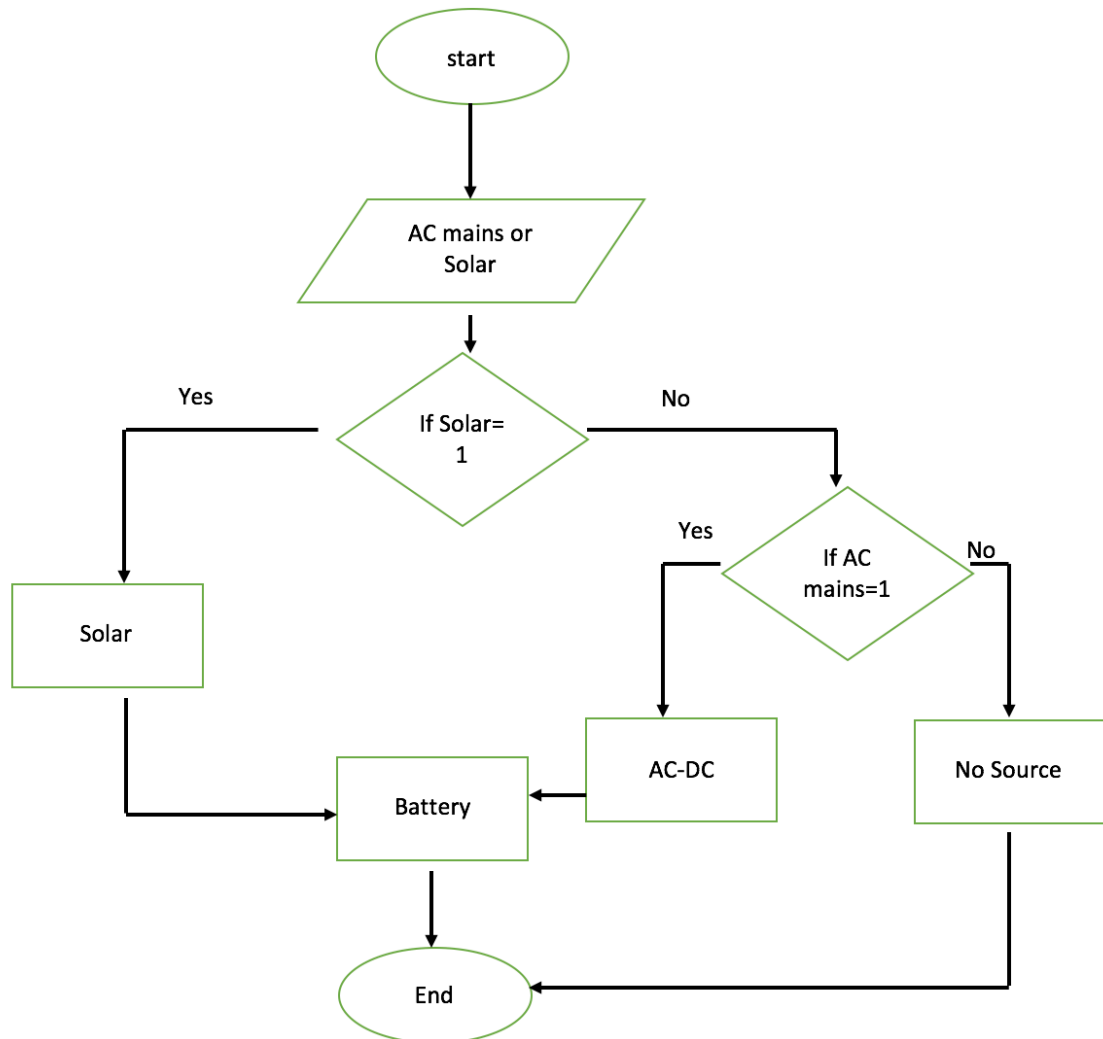 start
AC mains or
Solar
Yes
If Solar=
1
No
Yes
If AC
mains=1
No
Solar
AC-DC
No Source
Battery
End